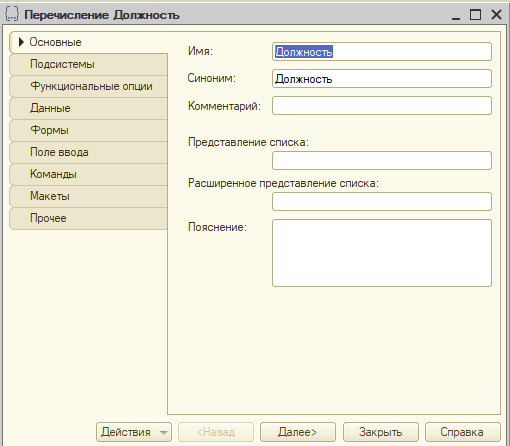 Перечисление Должность
Основные
Подсистемы
Функциональные опции
Данные
Формы
Поле ввода
Команды
Макеты
Прочее
Имя: Должность
Синоним: Должность
Комментарий:
Представление списка:
Расширенное представление списка:
Пояснение:
Действия <Назад Далее> Закрыть Справка